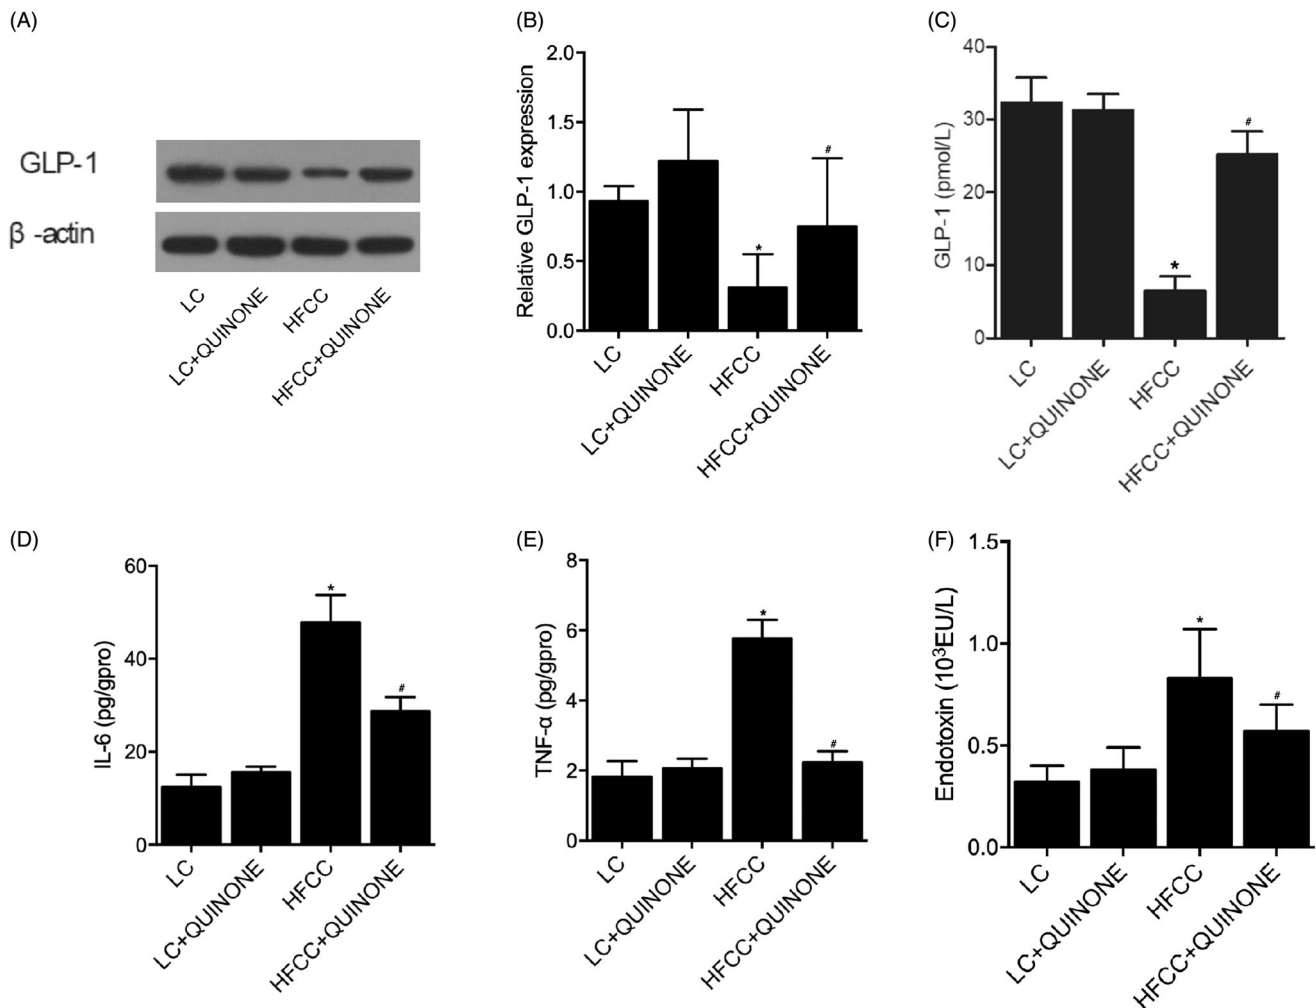 (A)
GLP-1
β -actin
LC
LC+QUINONE
HFCC
HFCC+QUINONE
(B)
Relative GLP-1 expression
2.0
1.5
1.0
0.5
0.0
*
#
LC
LC+QUINONE
HFCC
HFCC+QUINONE
(C)
GLP-1 (pmol/L)
40
30
20
10
0
*
#
LC
LC+QUINONE
HFCC
HFCC+QUINONE
(D)
IL-6 (pg/gpro)
60
40
20
0
*
#
LC
LC+QUINONE
HFCC
HFCC+QUINONE
(E)
TNF-α (pg/gpro)
8
6
4
2
0
*
#
LC
LC+QUINONE
HFCC
HFCC+QUINONE
(F)
Endotoxin (10³EU/L)
1.5
1.0
0.5
0.0
*
#
LC
LC+QUINONE
HFCC
HFCC+QUINONE